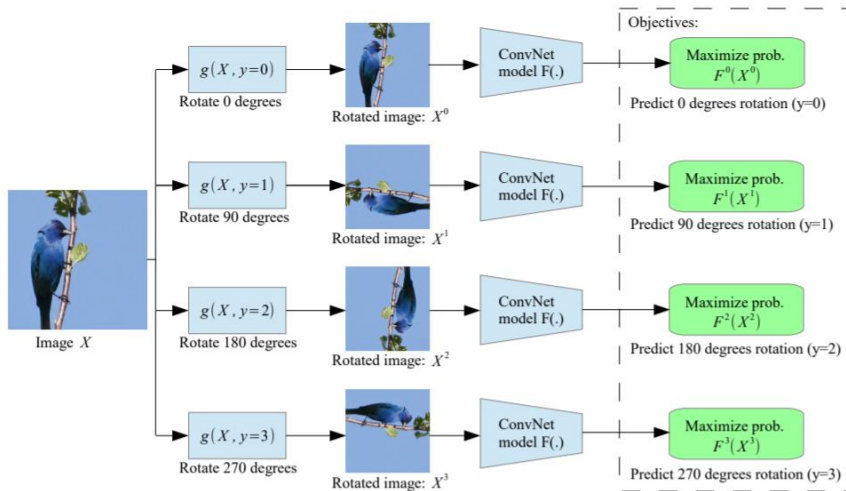 Objectives:
g(X, y=0)
Rotate 0 degrees
Rotated image: X⁰
ConvNet
model F(.)
Maximize prob.
F⁰(X⁰)
Predict 0 degrees rotation (y=0)
g(X, y=1)
Rotate 90 degrees
Rotated image: X¹
ConvNet
model F(.)
Maximize prob.
F¹(X¹)
Predict 90 degrees rotation (y=1)
Image X
g(X, y=2)
Rotate 180 degrees
Rotated image: X²
ConvNet
model F(.)
Maximize prob.
F²(X²)
Predict 180 degrees rotation (y=2)
g(X, y=3)
Rotate 270 degrees
Rotated image: X³
ConvNet
model F(.)
Maximize prob.
F³(X³)
Predict 270 degrees rotation (y=3)